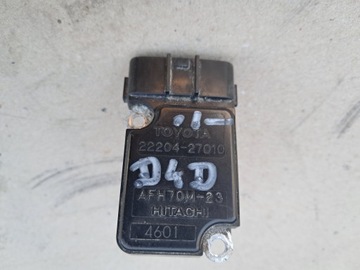 TOYOTA
22204-27010
D4D
AFH70M-23
HITACHI
4601